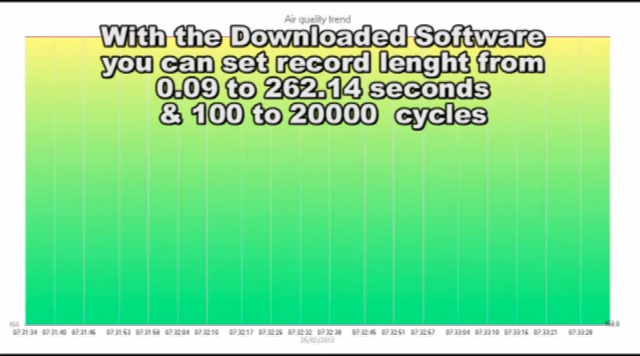 Air quality trend
With the Downloaded Software
you can set record lenght from
0.09 to 262.14 seconds
& 100 to 20000 cycles
450
07:31:34 07:31:40 07:31:46 07:31:53 07:31:58 07:32:04 07:32:10 07:32:17 07:32:26 07:32:32 07:32:38 07:32:45 07:32:51 07:32:57 07:33:04 07:33:10 07:33:16 07:33:21 07:33:29
26/02/2013